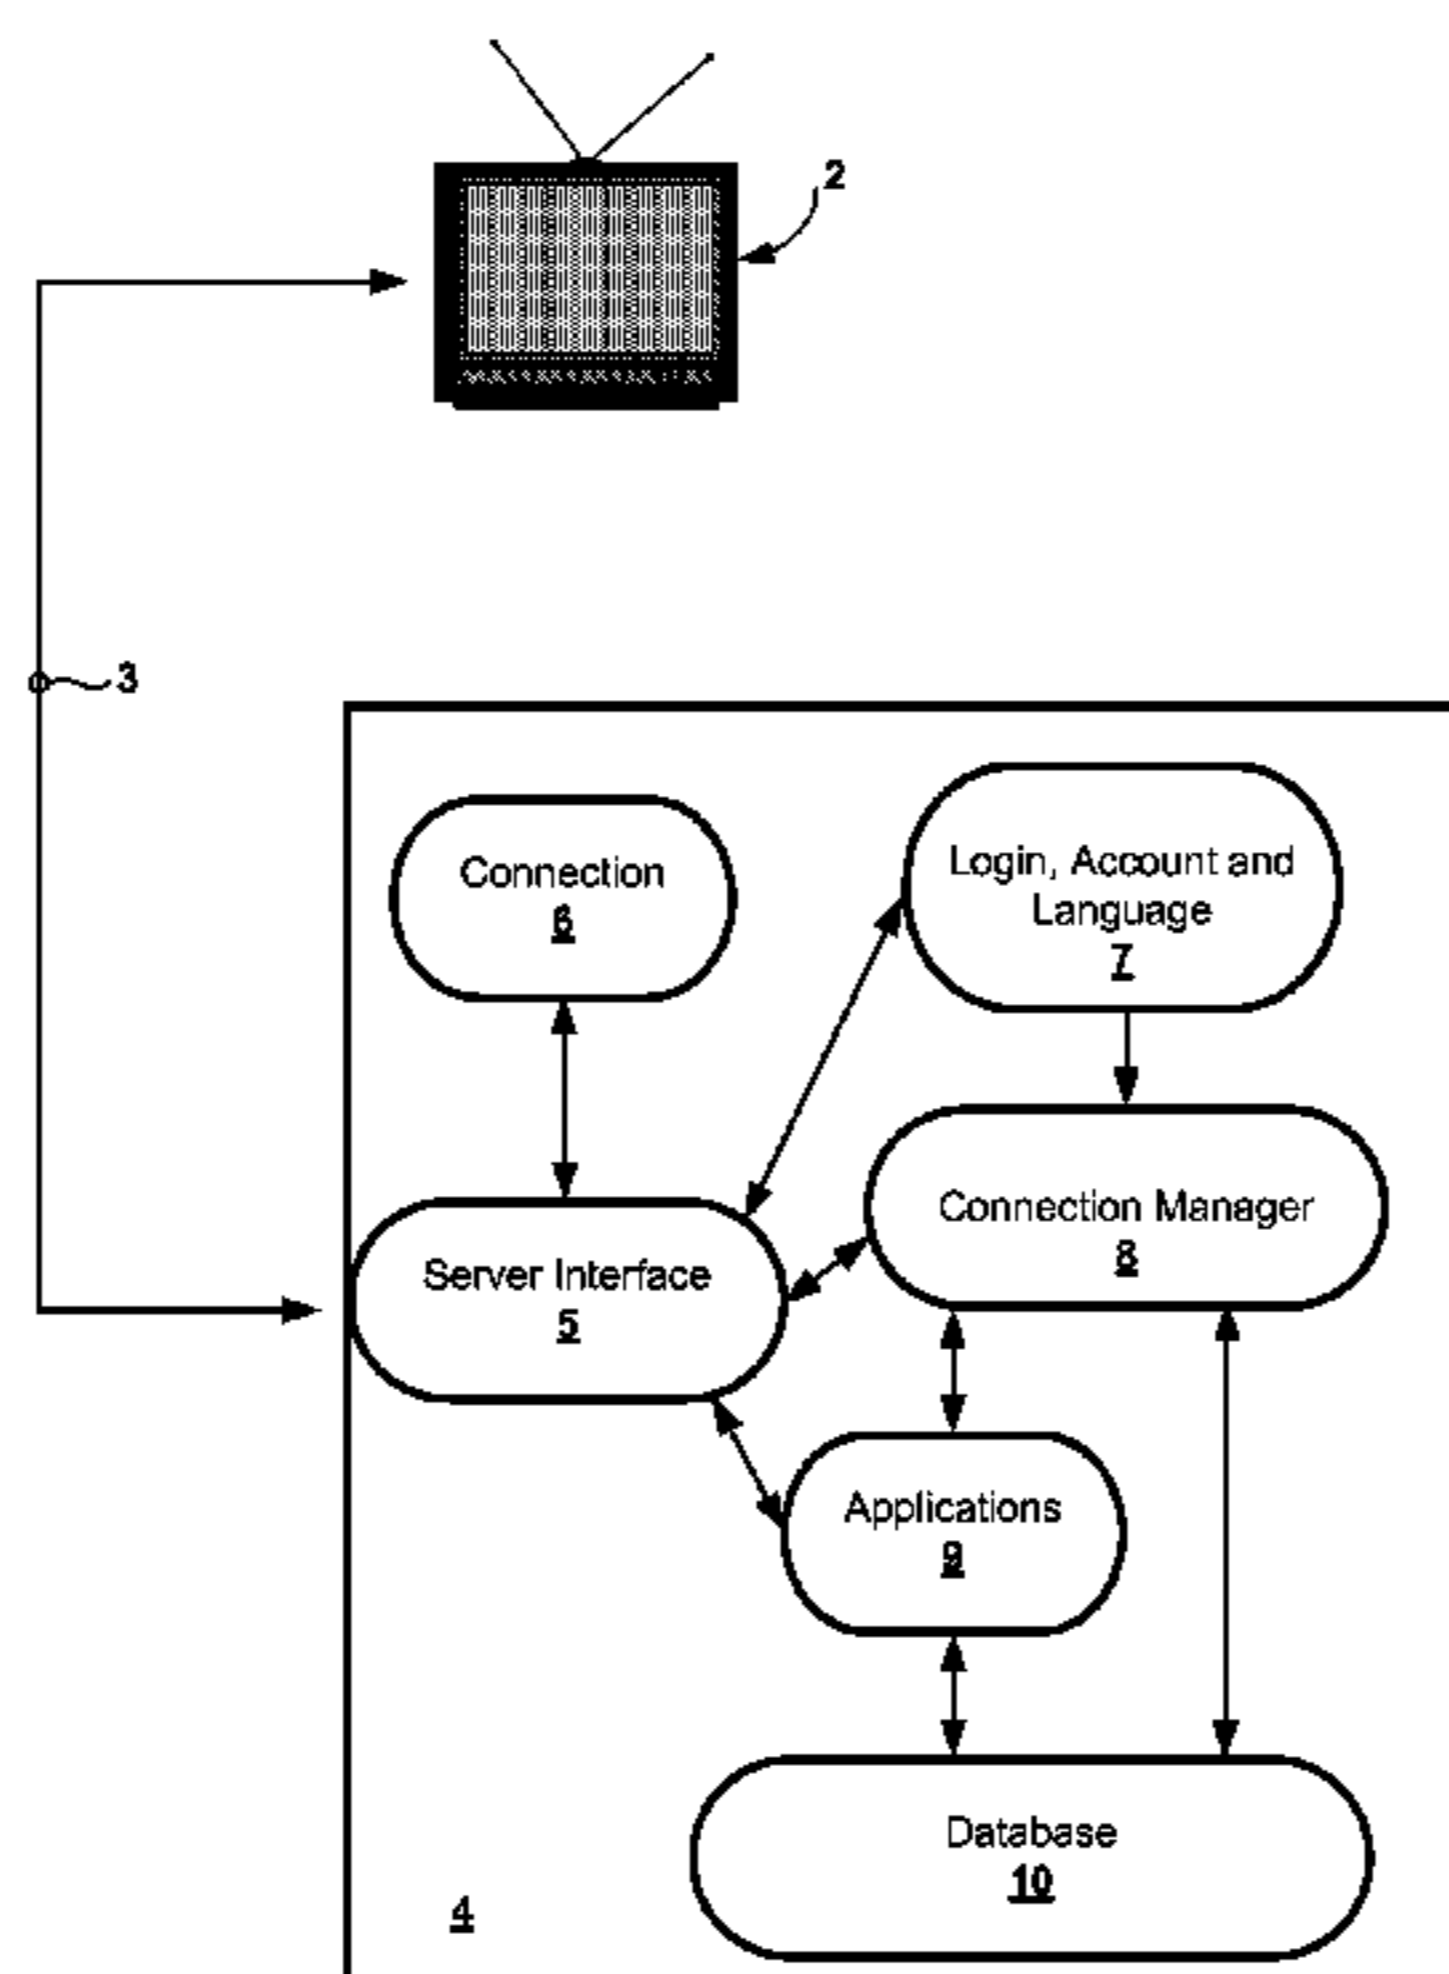 2
3
Connection
6
Login, Account and
Language
7
Connection Manager
8
Server Interface
5
Applications
9
Database
10
4